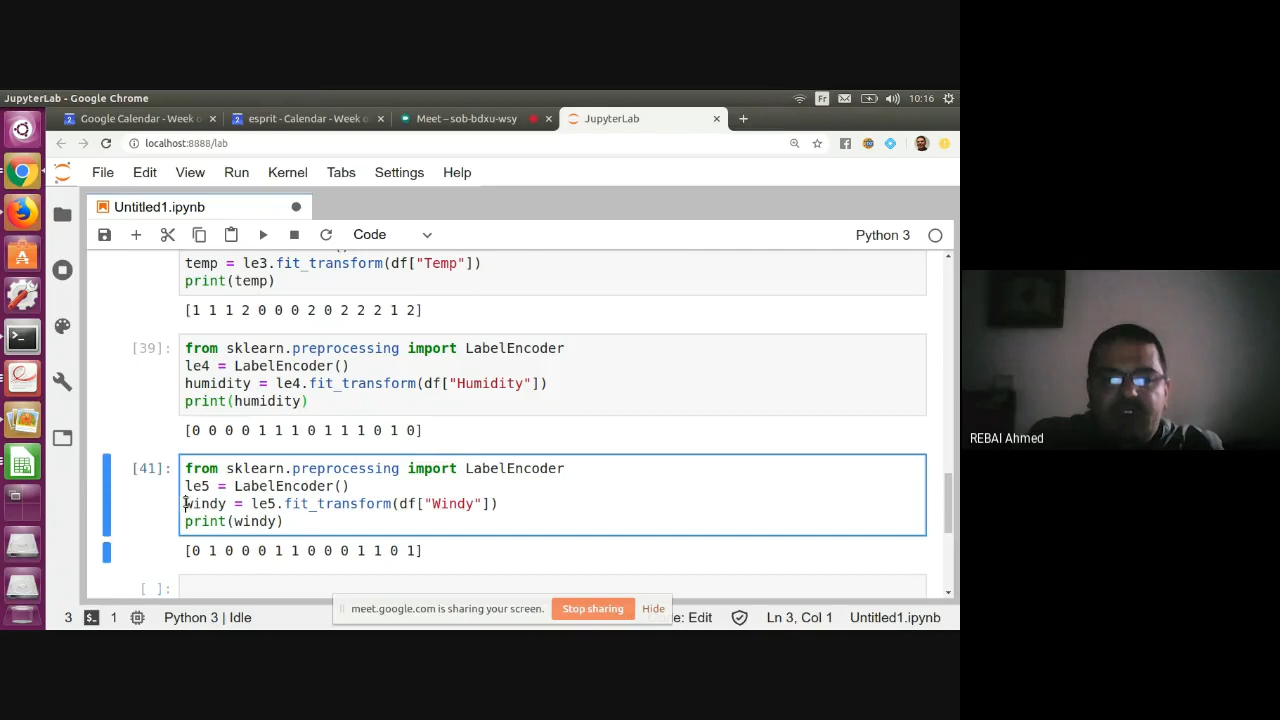 JupyterLab - Google Chrome
Fr
10:16
Google Calendar - Week o
esprit - Calendar - Week o
Meet – sob-bdxu-wsy
JupyterLab
localhost:8888/lab
File Edit View Run Kernel Tabs Settings Help
Untitled1.ipynb
Code
Python 3
temp = le3.fit_transform(df["Temp"])
print(temp)
[1 1 1 2 0 0 0 2 0 2 2 2 1 2]
[39]:
from sklearn.preprocessing import LabelEncoder
le4 = LabelEncoder()
humidity = le4.fit_transform(df["Humidity"])
print(humidity)
[0 0 0 0 1 1 1 0 1 1 1 0 1 0]
[41]:
from sklearn.preprocessing import LabelEncoder
le5 = LabelEncoder()
windy = le5.fit_transform(df["Windy"])
print(windy)
[0 1 0 0 0 1 1 0 0 0 1 1 0 1]
[ ]:
meet.google.com is sharing your screen. Stop sharing Hide
3 1 Python 3 | Idle
: Edit
Ln 3, Col 1
Untitled1.ipynb
REBAI Ahmed